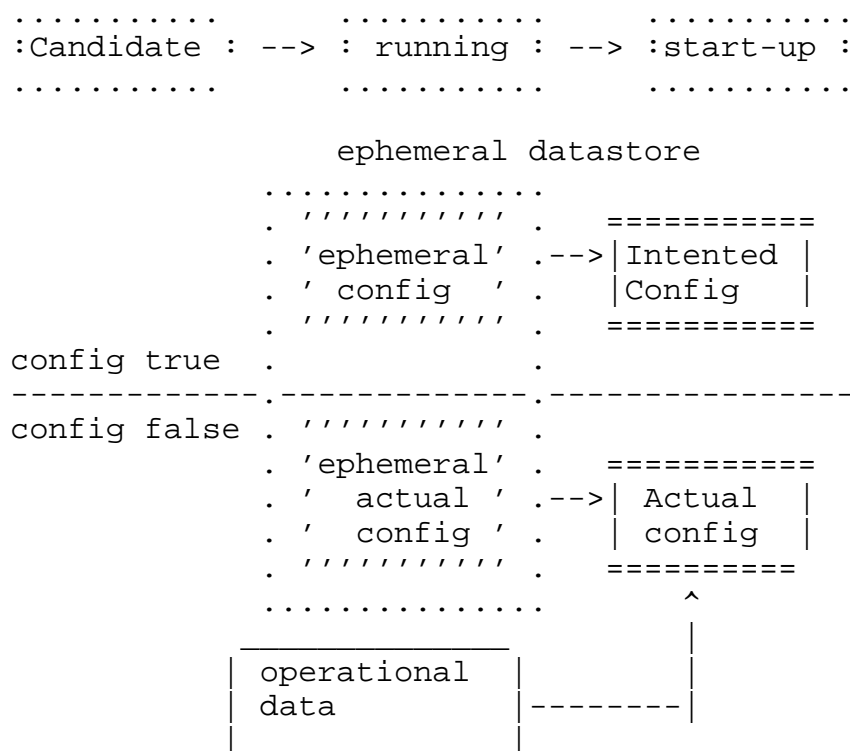 ...........      ...........     ...........
:Candidate : --> : running : --> :start-up :
...........      ...........     ...........
ephemeral datastore
...............
. ''''''''''' .   ===========
. 'ephemeral' .-->|Intented |
. ' config  ' .   |Config   |
. ''''''''''' .   ===========
config true  .             .
-------------.-------------.----------------
config false . ''''''''''' .
. 'ephemeral' .   ===========
. '  actual ' .-->| Actual  |
. '  config ' .   | config  |
. ''''''''''' .   ==========
...............       ^
______________         |
| operational  |        |
| data         |--------|
|              |